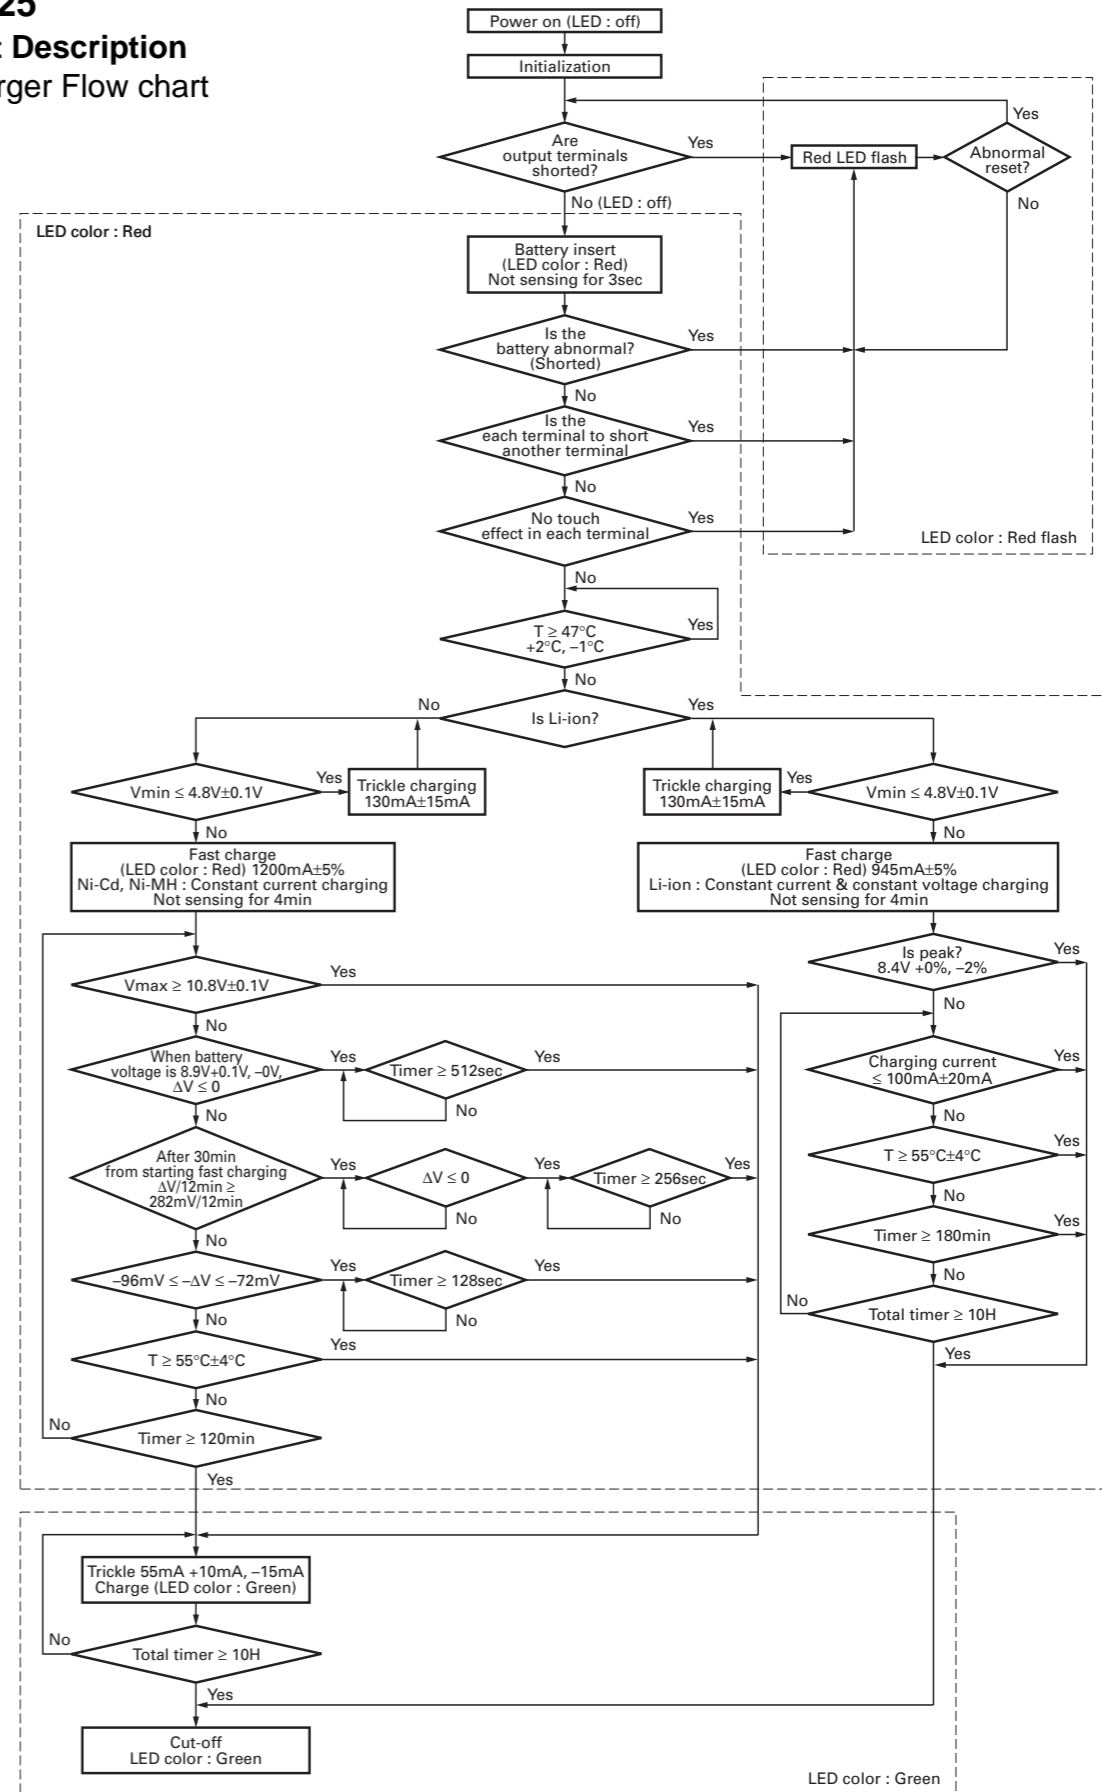 25
t Description
rger Flow chart
Power on (LED : off)
Initialization
Are
output terminals
shorted?
Yes
Red LED flash
Abnormal
reset?
Yes
No
No (LED : off)
LED color : Red
Battery insert
(LED color : Red)
Not sensing for 3sec
Is the
battery abnormal?
(Shorted)
Yes
No
Is the
each terminal to short
another terminal
Yes
No
No touch
effect in each terminal
Yes
LED color : Red flash
No
T ≥ 47°C
+2°C, –1°C
Yes
No
Is Li-ion?
No
Yes
Vmin ≤ 4.8V±0.1V
Yes
Trickle charging
130mA±15mA
Trickle charging
130mA±15mA
Yes
Vmin ≤ 4.8V±0.1V
No
No
Fast charge
(LED color : Red) 1200mA±5%
Ni-Cd, Ni-MH : Constant current charging
Not sensing for 4min
Fast charge
(LED color : Red) 945mA±5%
Li-ion : Constant current & constant voltage charging
Not sensing for 4min
Vmax ≥ 10.8V±0.1V
Yes
No
When battery
voltage is 8.9V+0.1V, –0V,
ΔV ≤ 0
Yes
Timer ≥ 512sec
Yes
No
No
After 30min
from starting fast charging
ΔV/12min ≥
282mV/12min
Yes
ΔV ≤ 0
Yes
Timer ≥ 256sec
Yes
No
No
No
–96mV ≤ –ΔV ≤ –72mV
Yes
Timer ≥ 128sec
Yes
No
No
T ≥ 55°C±4°C
Yes
No
Timer ≥ 120min
No
Yes
Is peak?
8.4V +0%, –2%
Yes
No
Charging current
≤ 100mA±20mA
Yes
No
T ≥ 55°C±4°C
Yes
No
Timer ≥ 180min
Yes
No
Total timer ≥ 10H
No
Yes
Trickle 55mA +10mA, –15mA
Charge (LED color : Green)
Total timer ≥ 10H
No
Yes
Cut-off
LED color : Green
LED color : Green